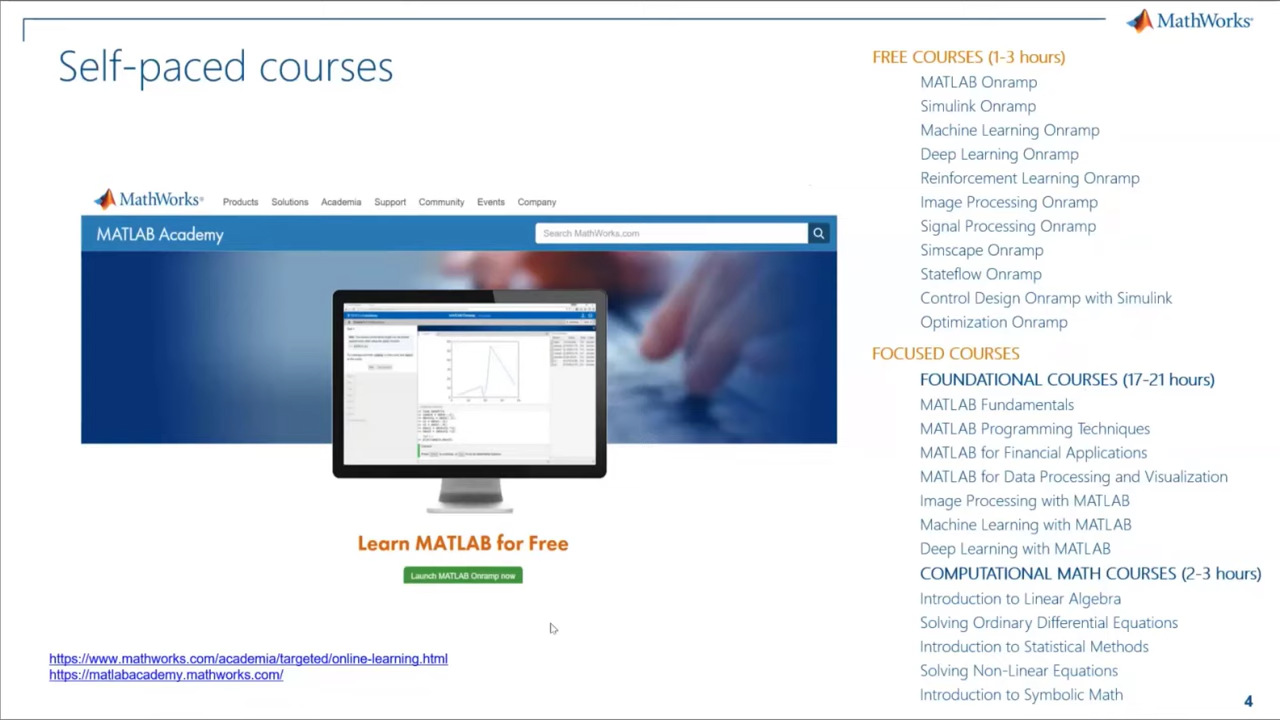 MathWorks®
Self-paced courses
MathWorks®
Products Solutions Academia Support Community Events Company
MATLAB Academy
Search MathWorks.com
Learn MATLAB for Free
Launch MATLAB Onramp now
https://www.mathworks.com/academia/targeted/online-learning.html
https://matlabacademy.mathworks.com/
FREE COURSES (1-3 hours)
MATLAB Onramp
Simulink Onramp
Machine Learning Onramp
Deep Learning Onramp
Reinforcement Learning Onramp
Image Processing Onramp
Signal Processing Onramp
Simscape Onramp
Stateflow Onramp
Control Design Onramp with Simulink
Optimization Onramp
FOCUSED COURSES
FOUNDATIONAL COURSES (17-21 hours)
MATLAB Fundamentals
MATLAB Programming Techniques
MATLAB for Financial Applications
MATLAB for Data Processing and Visualization
Image Processing with MATLAB
Machine Learning with MATLAB
Deep Learning with MATLAB
COMPUTATIONAL MATH COURSES (2-3 hours)
Introduction to Linear Algebra
Solving Ordinary Differential Equations
Introduction to Statistical Methods
Solving Non-Linear Equations
Introduction to Symbolic Math
4